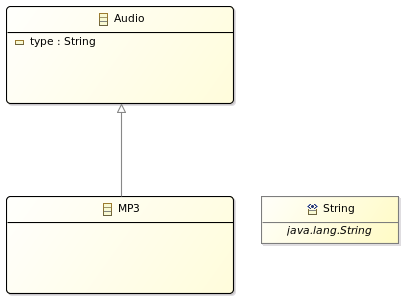 Audio
type : String
MP3
String
java.lang.String